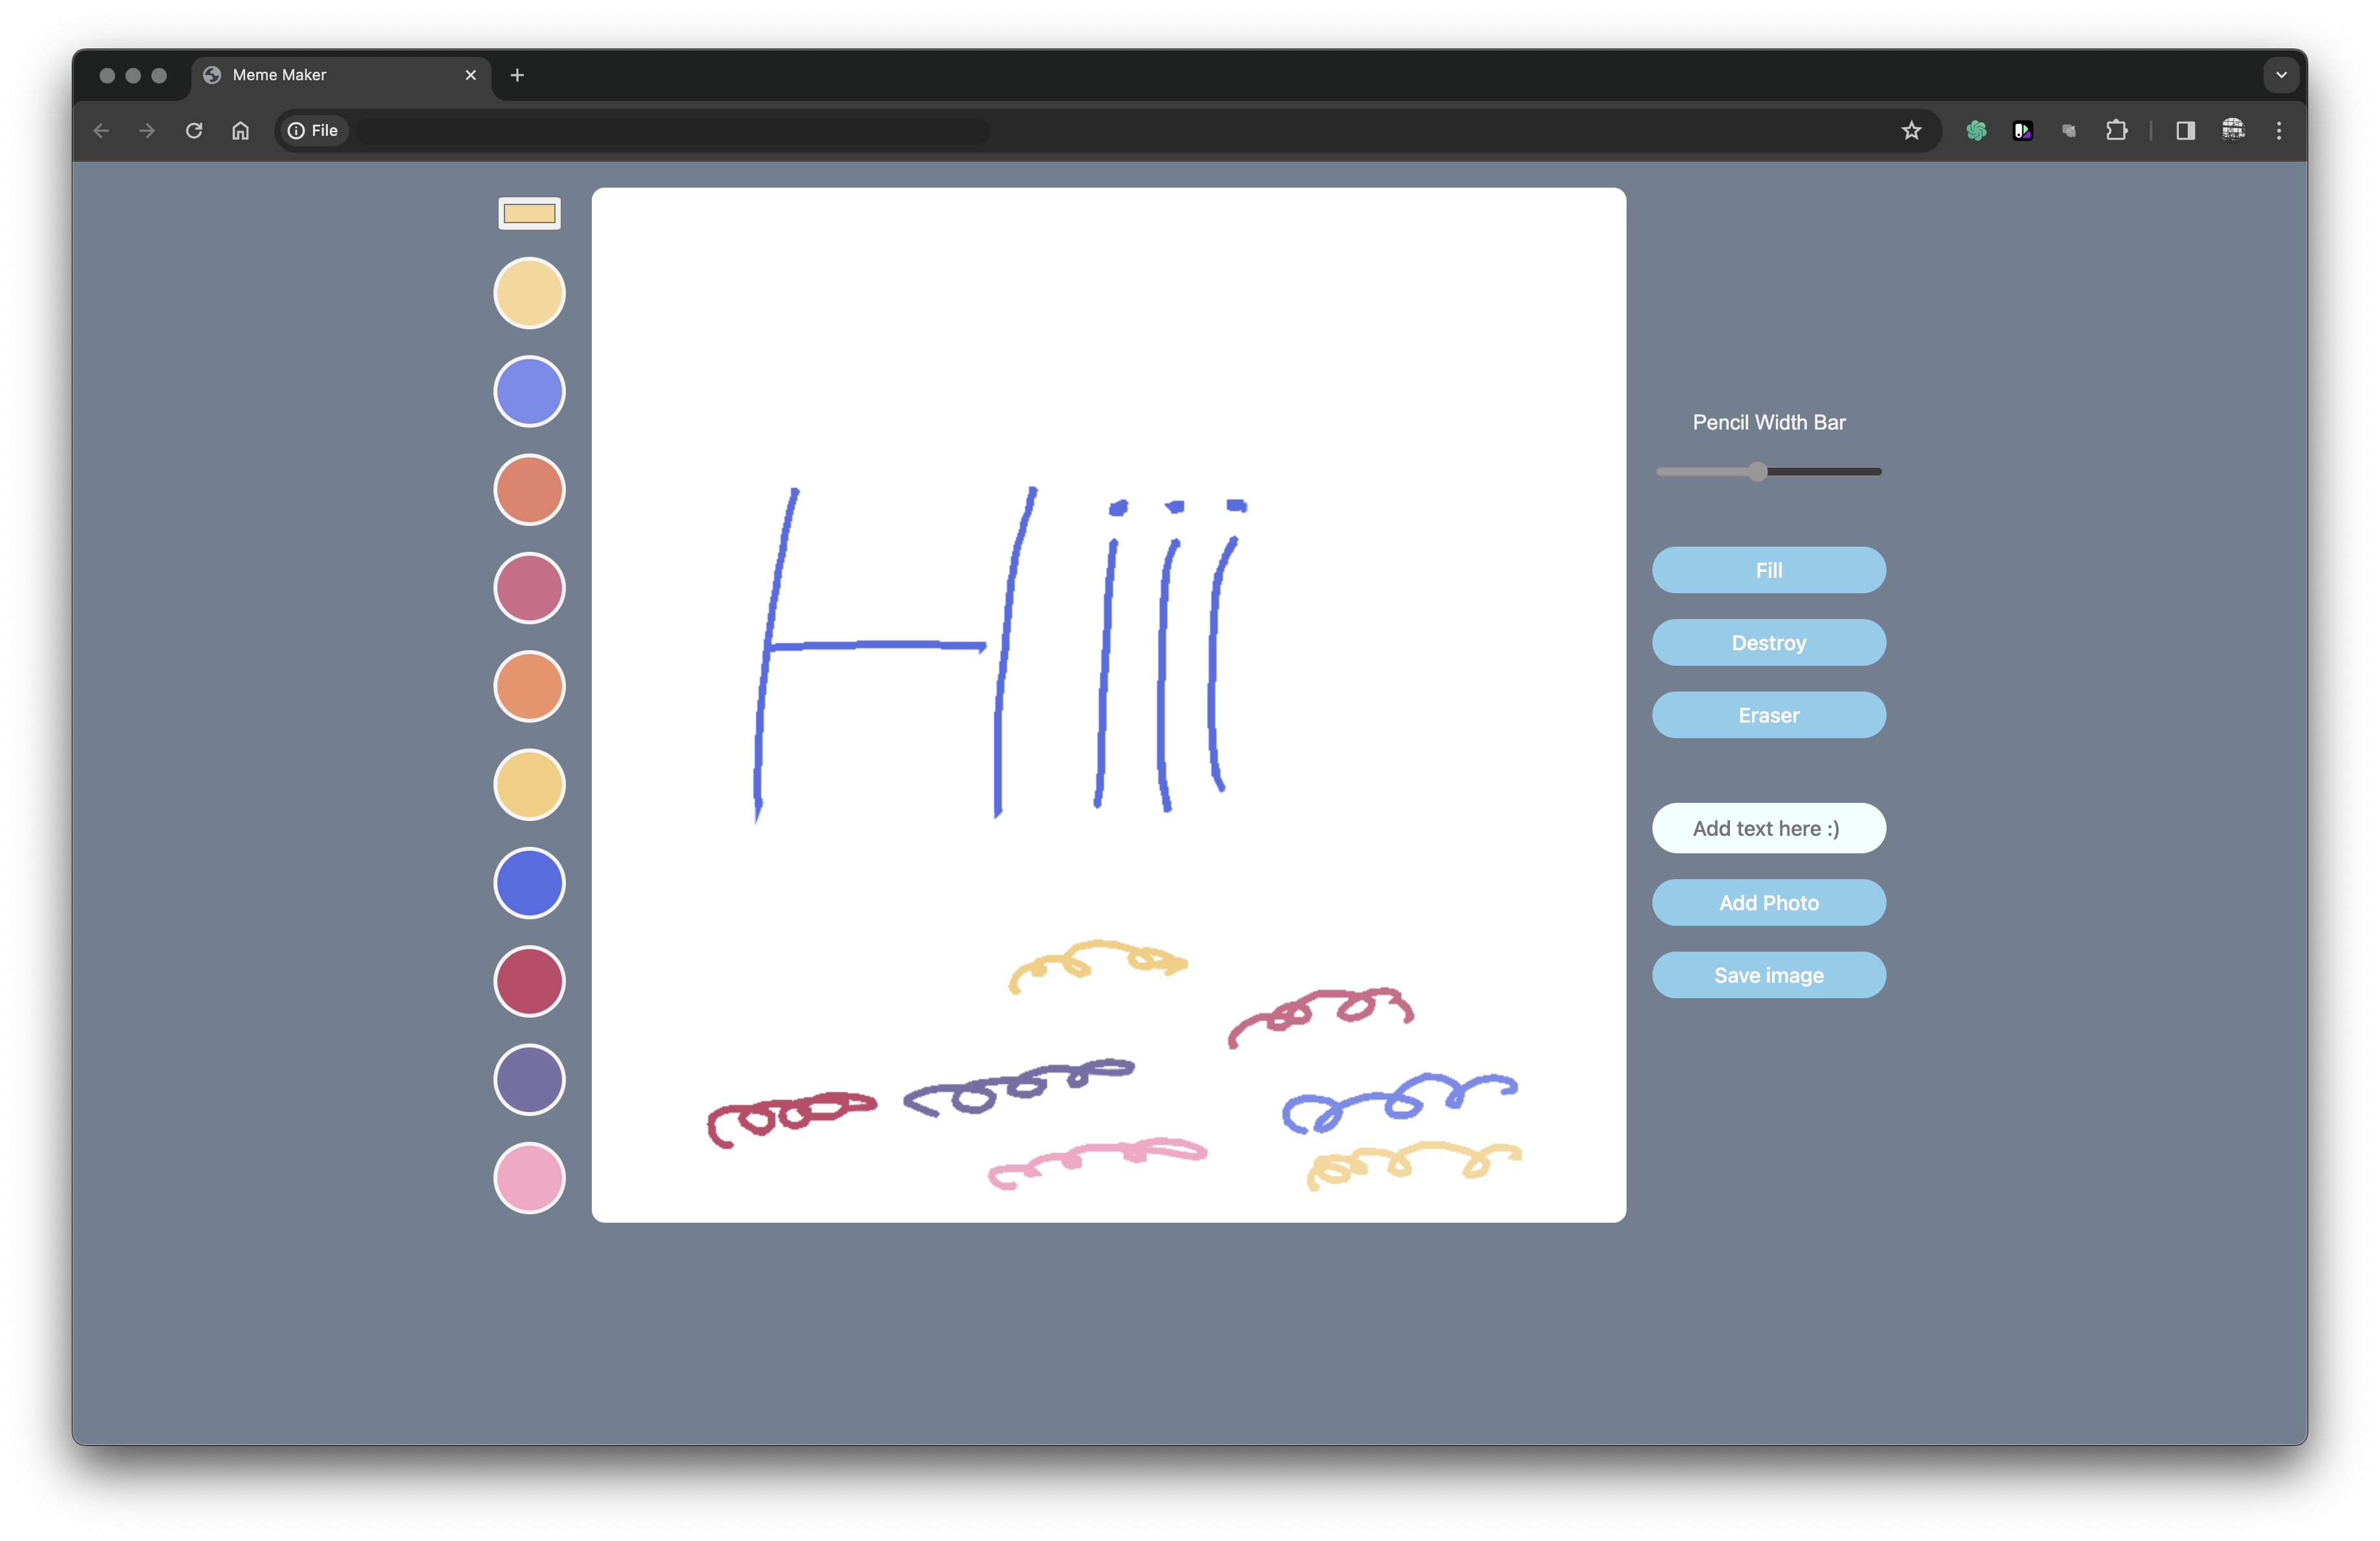 Meme Maker
File
Pencil Width Bar
Hiii
Fill
Destroy
Eraser
Add text here :)
Add Photo
Save image